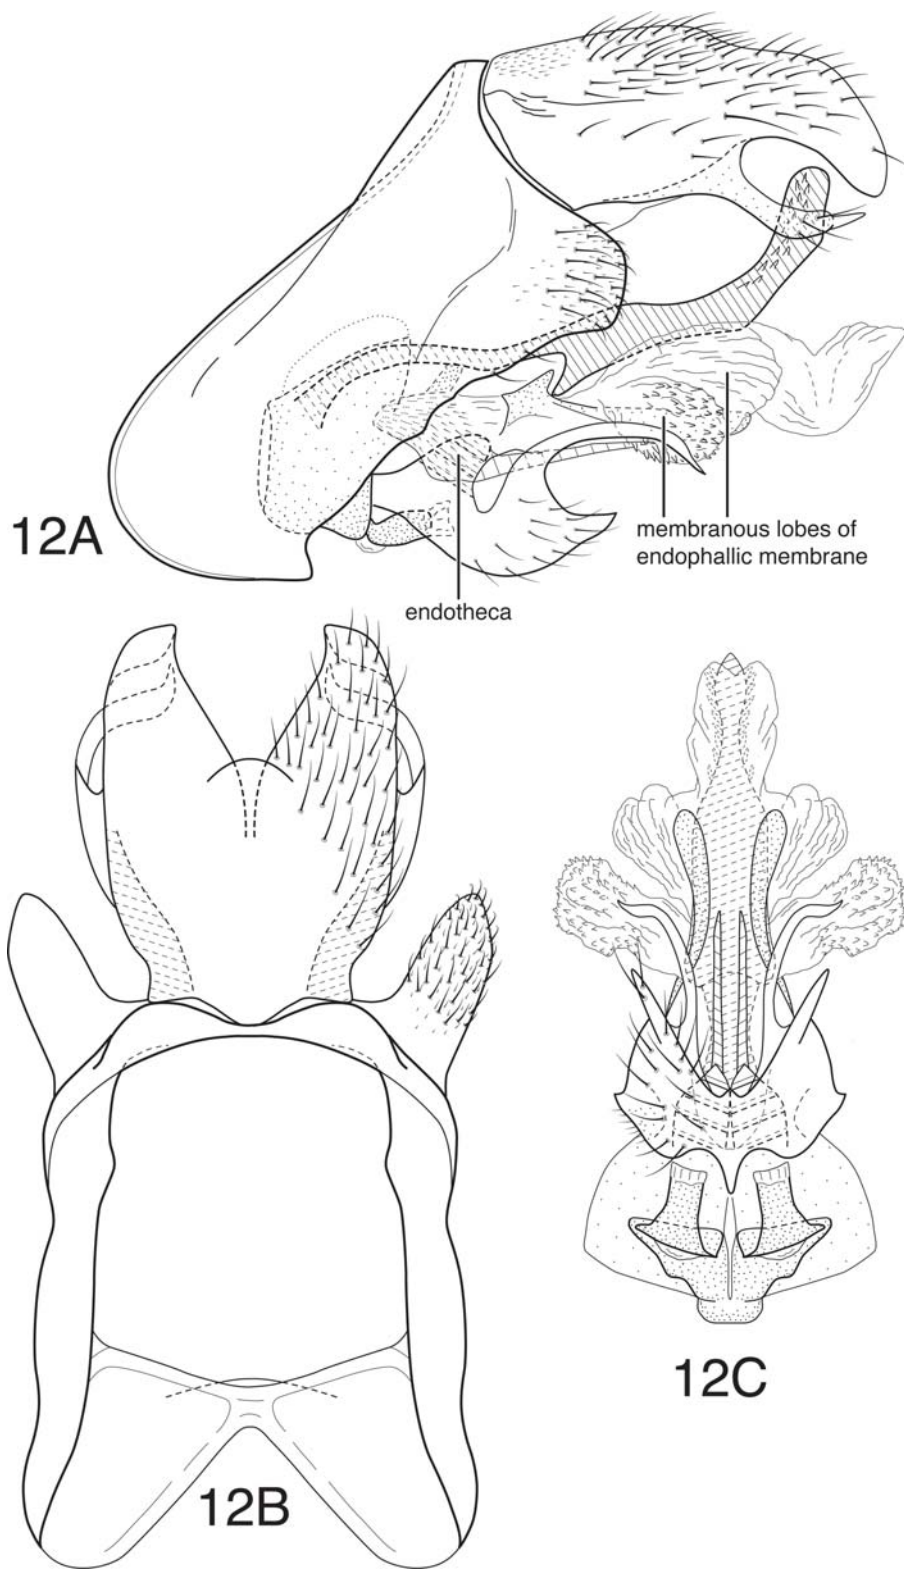 12A
membranous lobes of
endophallic membrane
endotheca
12B
12C